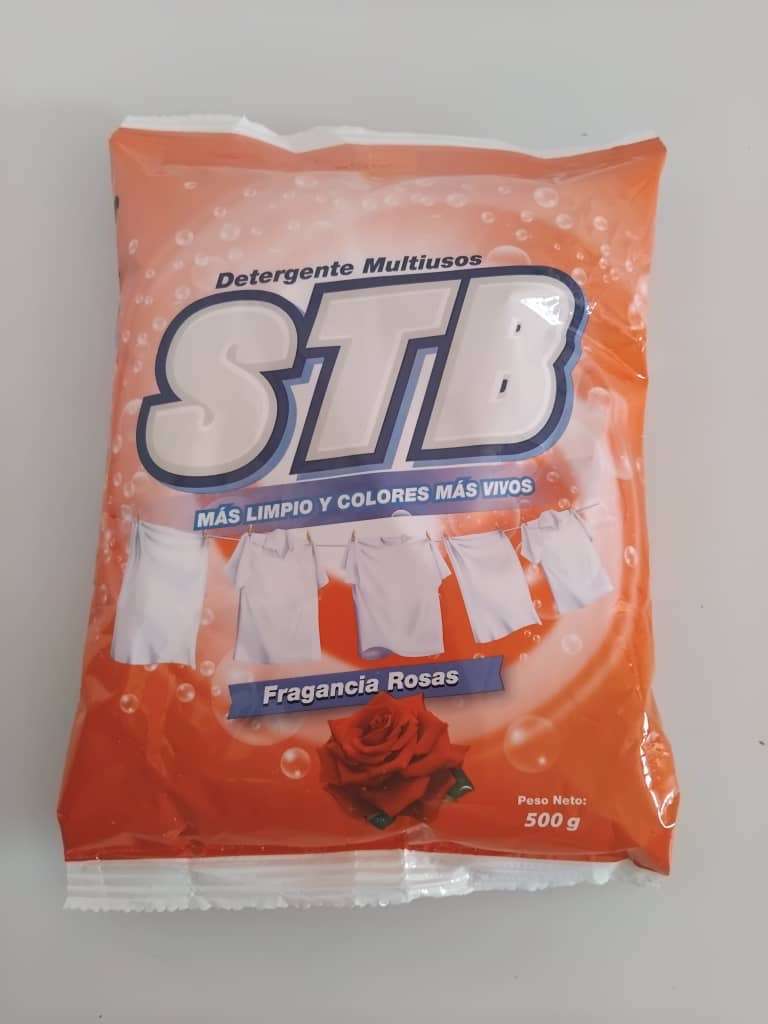 Detergente Multiusos
STB
MÁS LIMPIO Y COLORES MÁS VIVOS
Fragancia Rosas
Peso Neto:
500 g